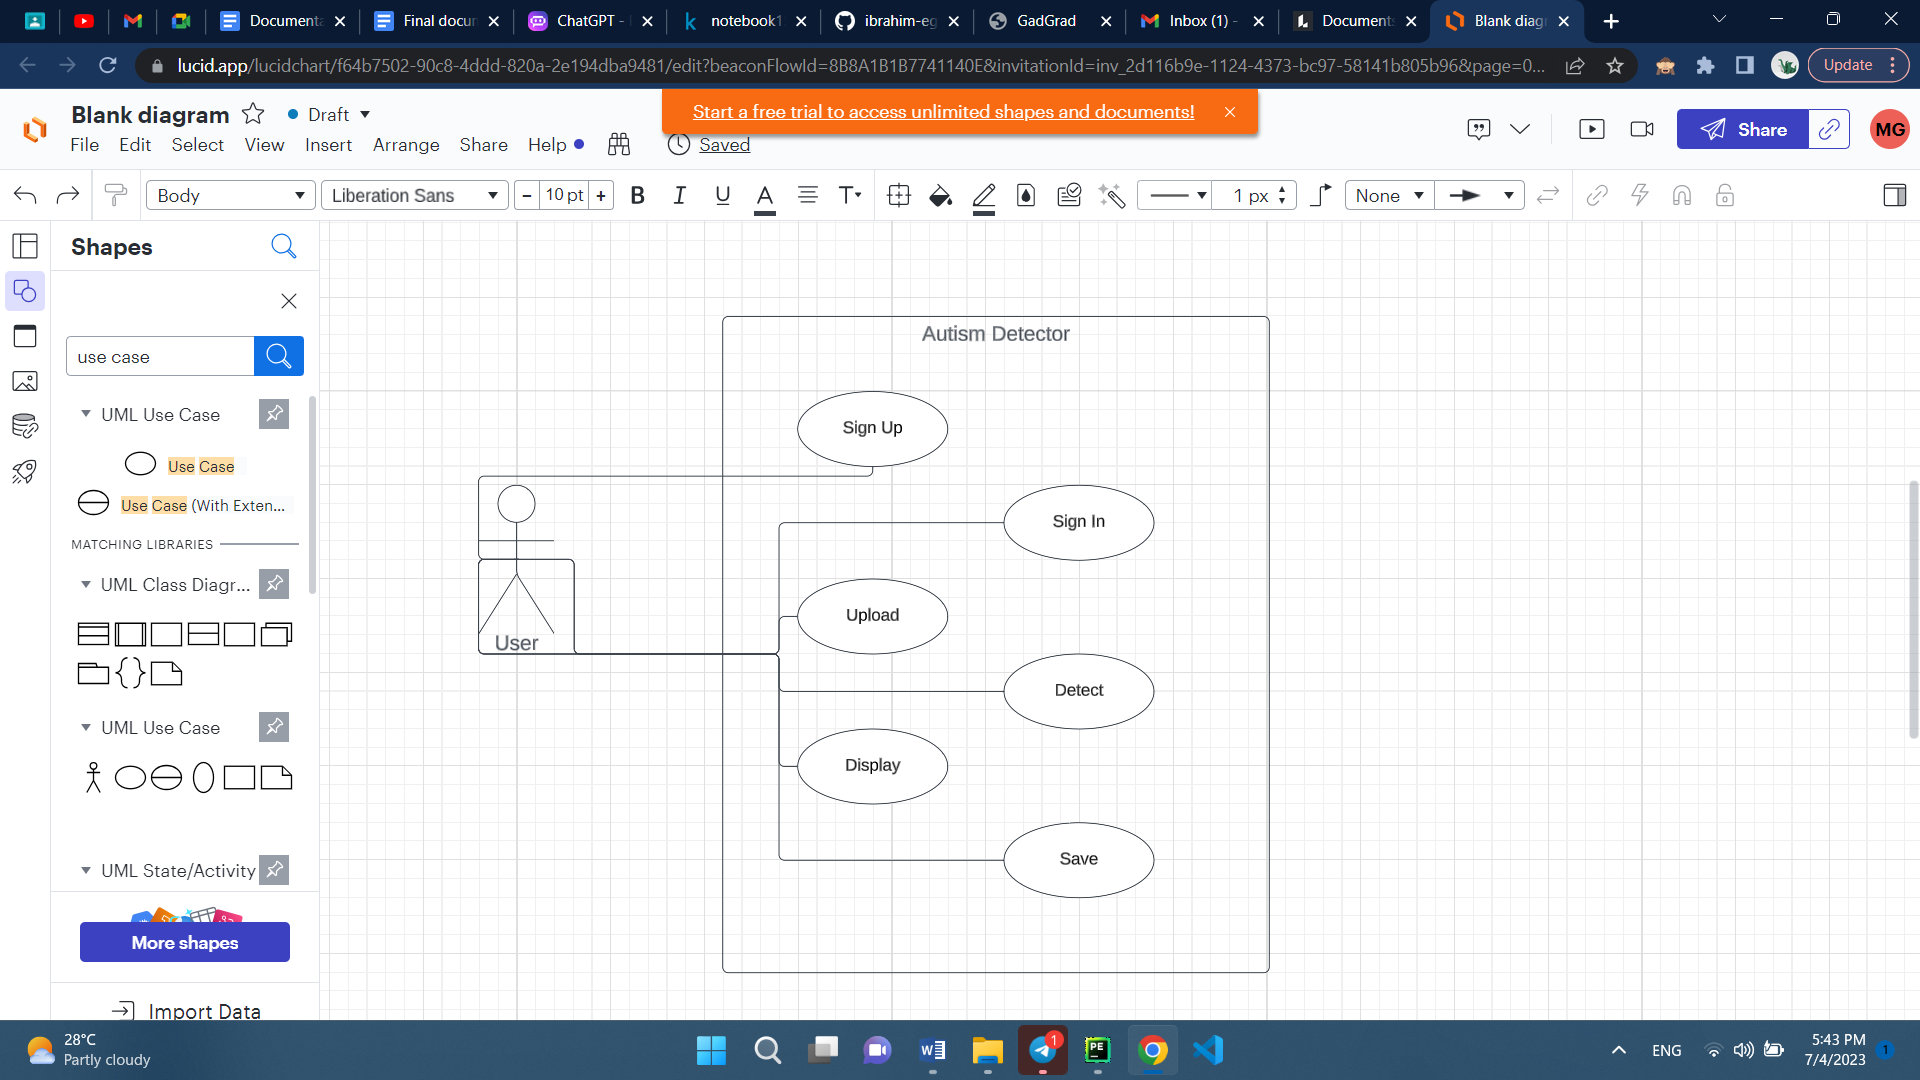 Documenta
Final docum
ChatGPT -
notebook1
ibrahim-eg
GadGrad
Inbox (1) -
Documents
Blank diag
lucid.app/lucidchart/f64b7502-90c8-4ddd-820a-2e194dba9481/edit?beaconFlowId=8B8A1B1B7741140E&invitationId=inv_2d116b9e-1124-4373-bc97-58141b805b96&page=0...
Update
Blank diagram
Draft
Start a free trial to access unlimited shapes and documents!
File Edit Select View Insert Arrange Share Help
Saved
Share
MG
Body
Liberation Sans
- 10 pt +
B I U A T
1 px
None
Shapes
use case
UML Use Case
Use Case
Use Case (With Exten...
MATCHING LIBRARIES
UML Class Diagr...
UML Use Case
UML State/Activity
More shapes
Import Data
Autism Detector
Sign Up
Sign In
Upload
User
Detect
Display
Save
28°C
Partly cloudy
1
ENG
5:43 PM
7/4/2023
1